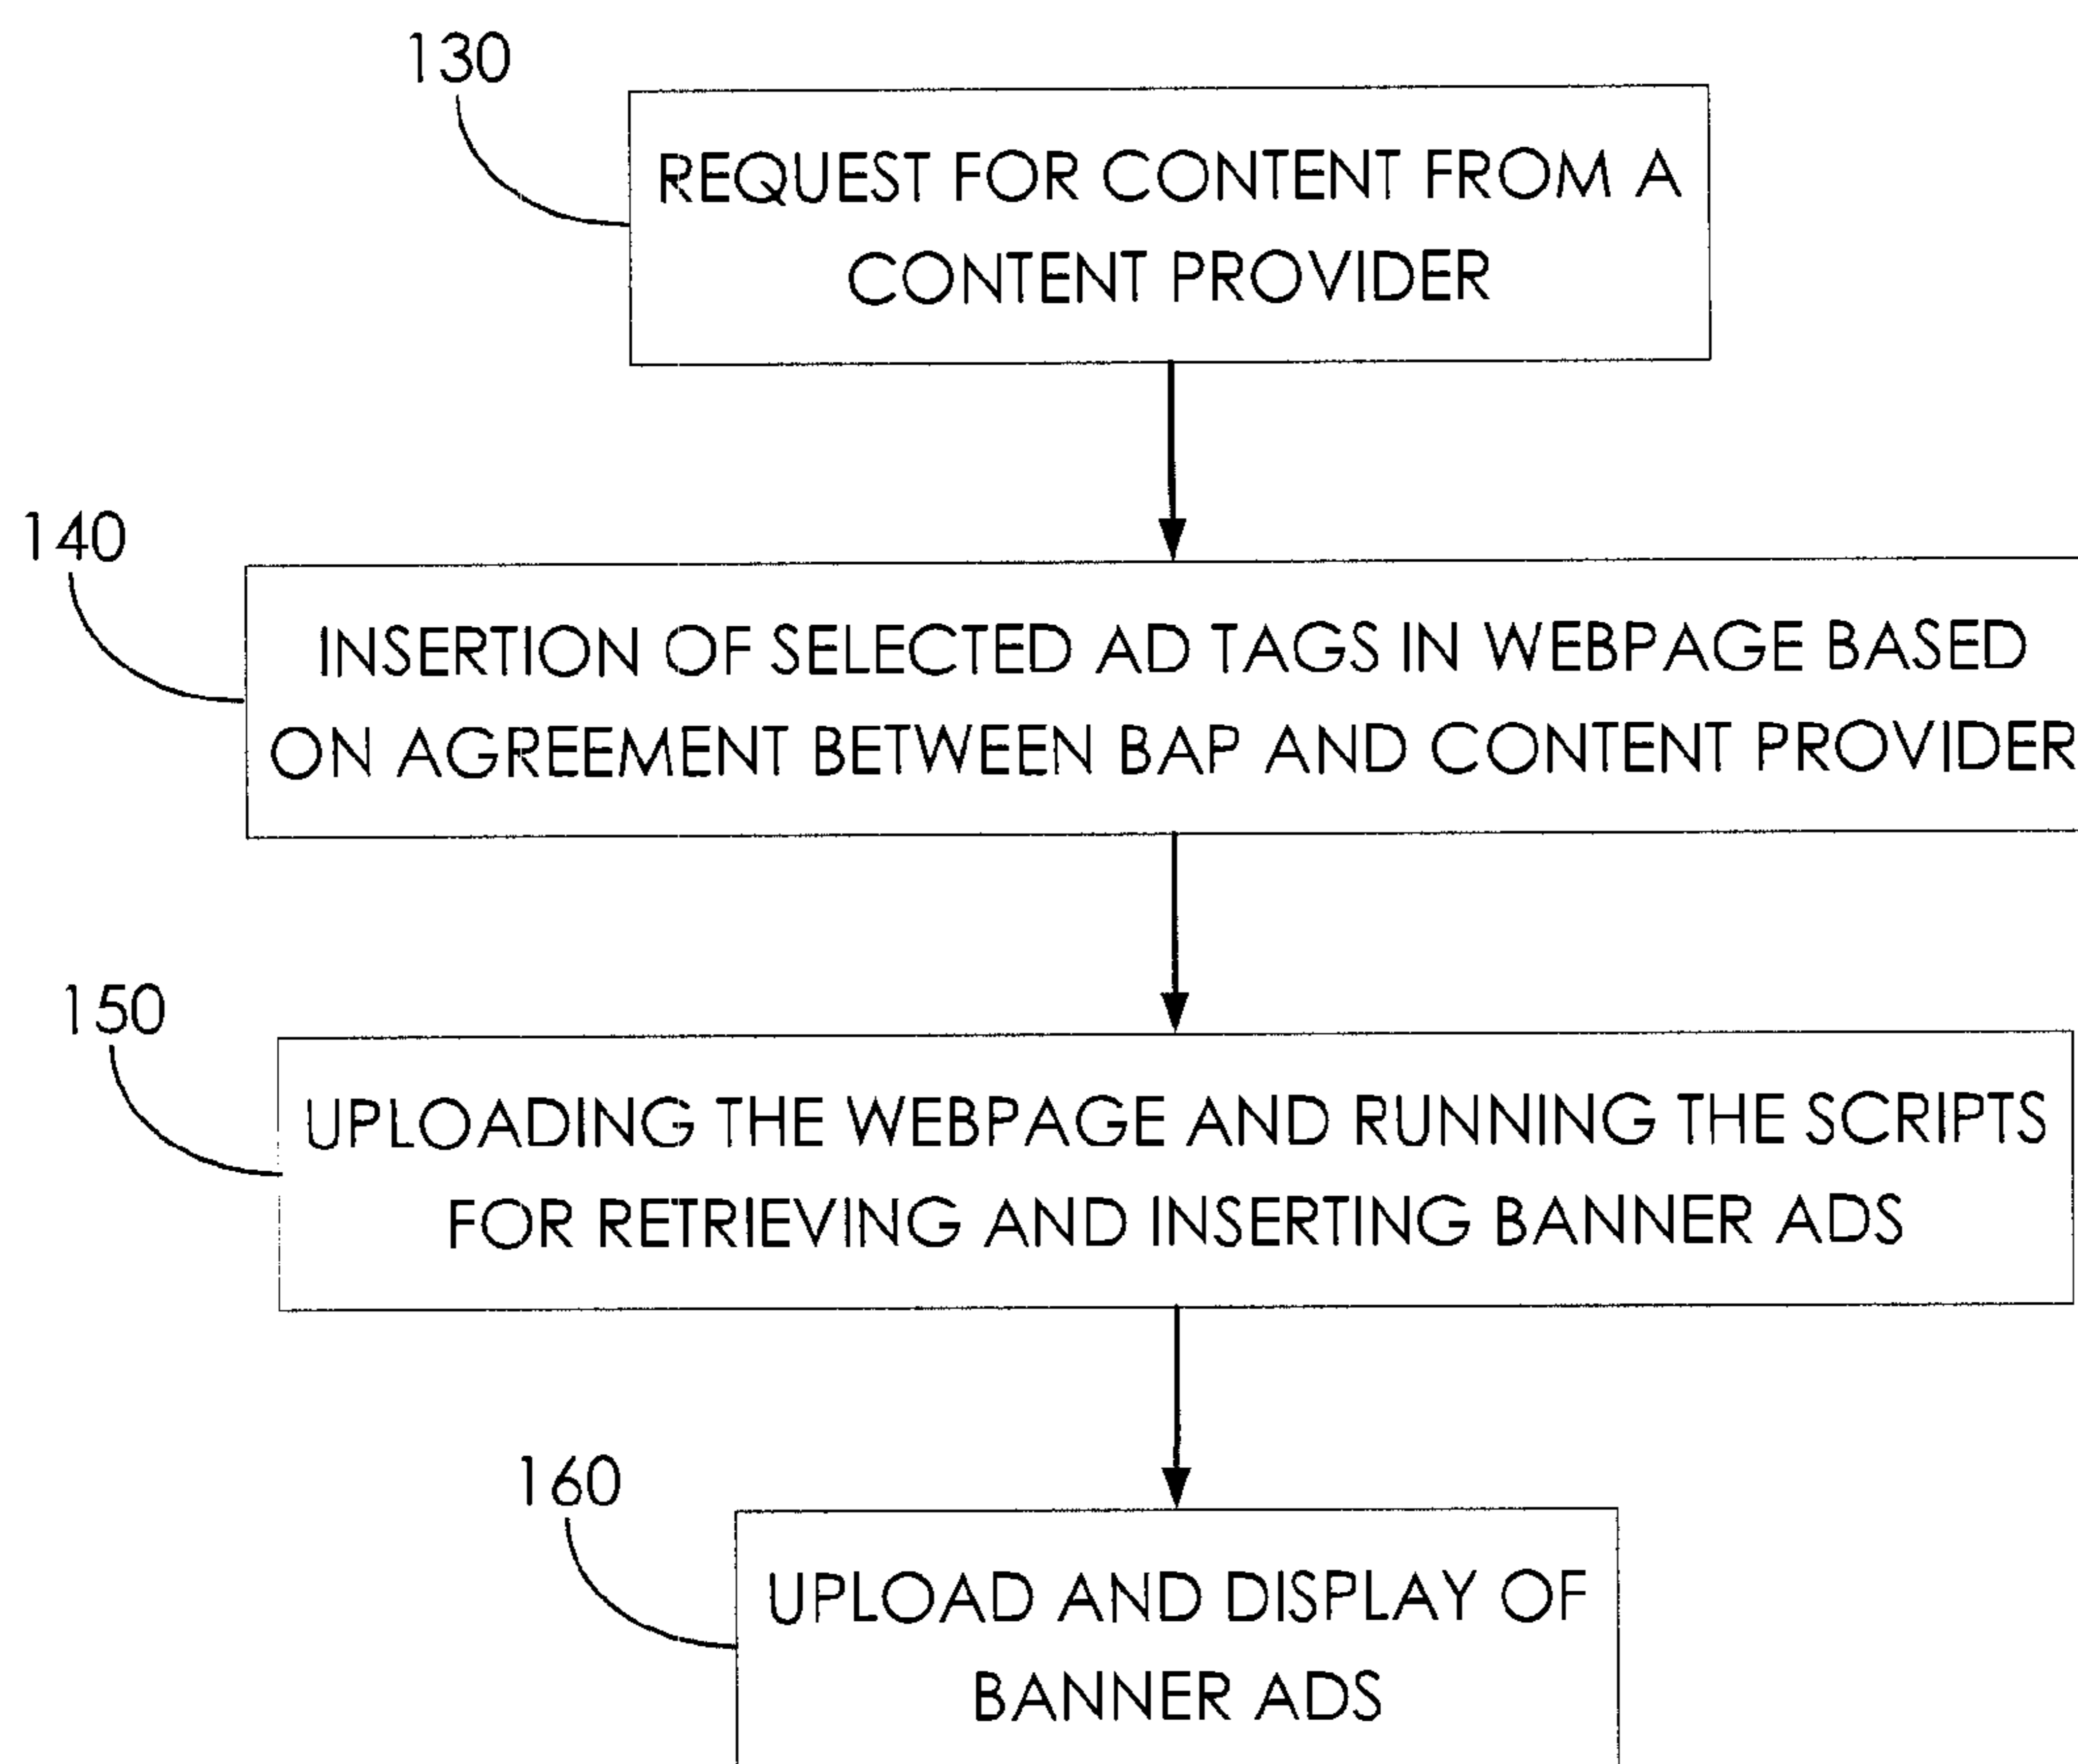 130
REQUEST FOR CONTENT FROM A
CONTENT PROVIDER
140
INSERTION OF SELECTED AD TAGS IN WEBPAGE BASED
ON AGREEMENT BETWEEN BAP AND CONTENT PROVIDER
150
UPLOADING THE WEBPAGE AND RUNNING THE SCRIPTS
FOR RETRIEVING AND INSERTING BANNER ADS
160
UPLOAD AND DISPLAY OF
BANNER ADS